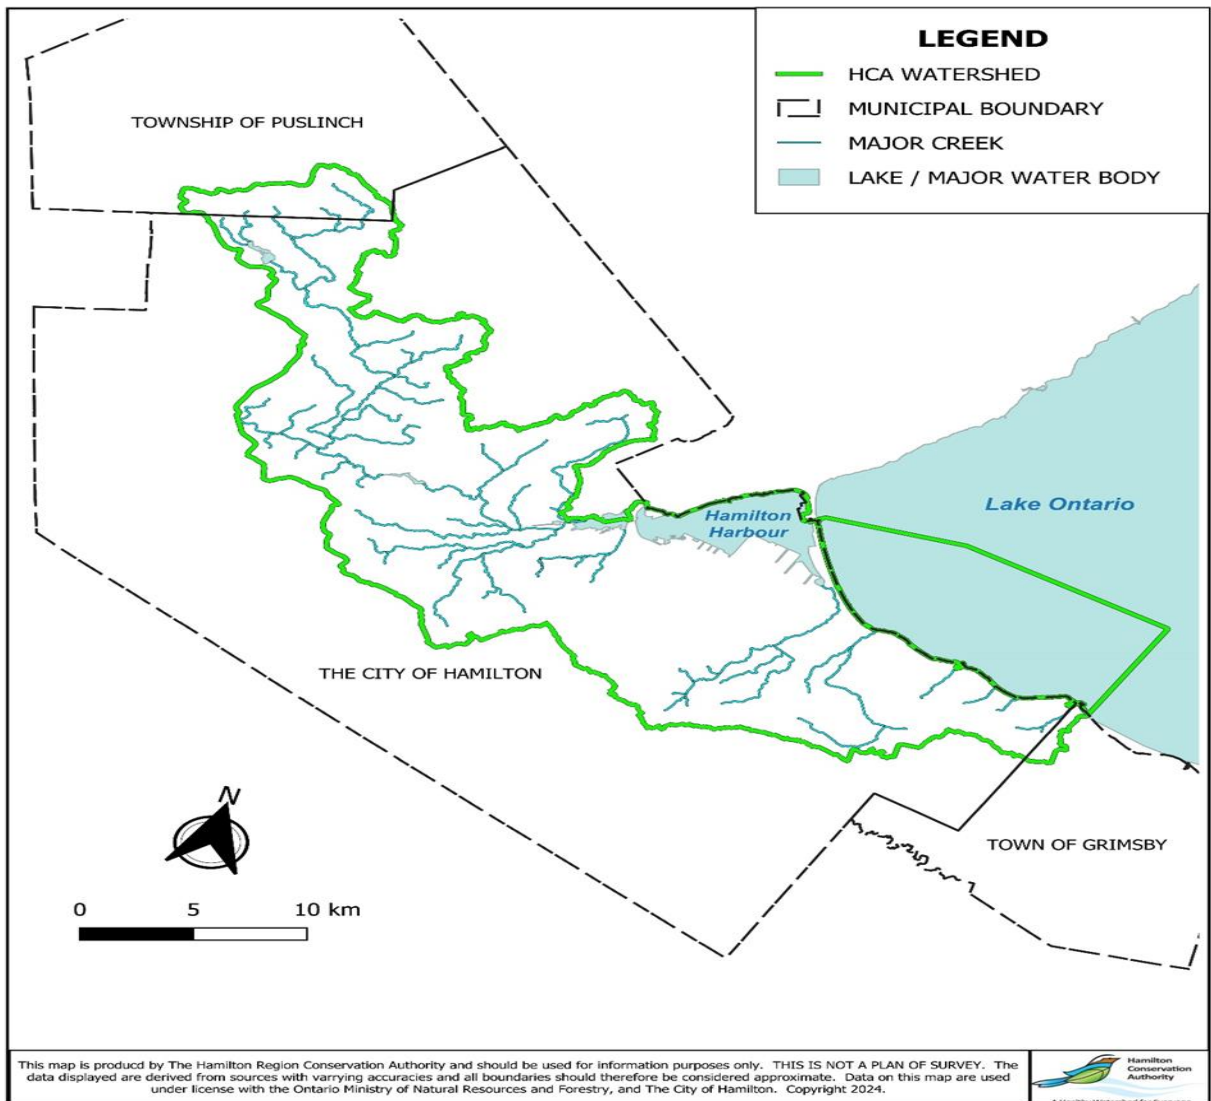 LEGEND
HCA WATERSHED
MUNICIPAL BOUNDARY
MAJOR CREEK
LAKE / MAJOR WATER BODY
TOWNSHIP OF PUSLINCH
Lake Ontario
Hamilton
Harbour
THE CITY OF HAMILTON
TOWN OF GRIMSBY
N
0 5 10 km
This map is producd by The Hamilton Region Conservation Authority and should be used for information purposes only. THIS IS NOT A PLAN OF SURVEY. The
data displayed are derived from sources with varrying accuracies and all boundaries should therefore be considered approximate. Data on this map are used
under license with the Ontario Ministry of Natural Resources and Forestry, and The City of Hamilton. Copyright 2024.
Hamilton
Conservation
Authority